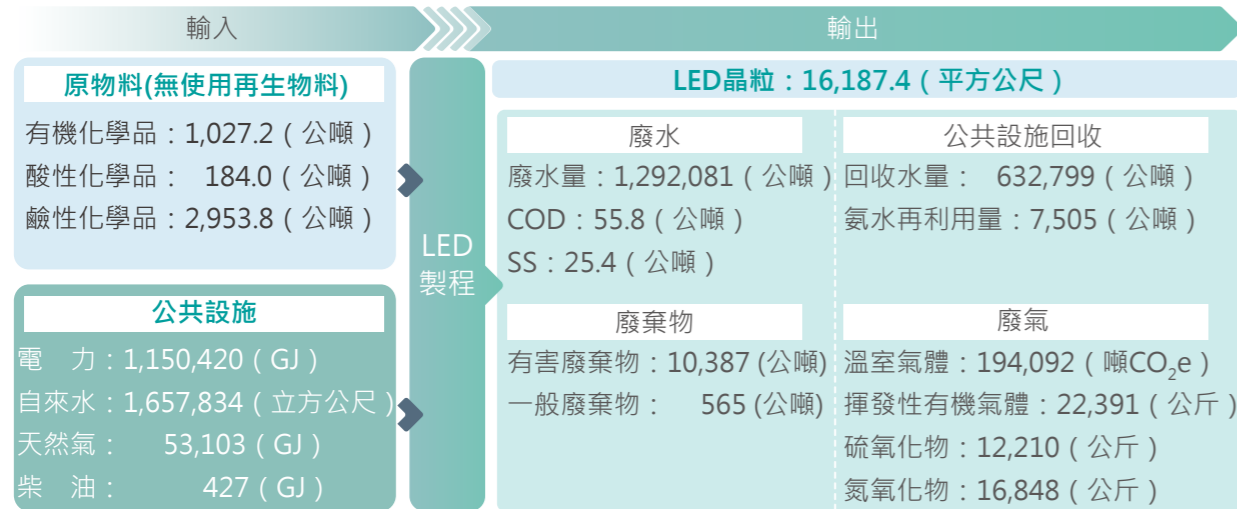 輸入
輸出
原物料(無使用再生物料)
有機化學品：1,027.2（公噸）
酸性化學品： 184.0（公噸）
鹼性化學品：2,953.8（公噸）
公共設施
電 力：1,150,420（GJ）
自來水：1,657,834（立方公尺）
天然氣： 53,103（GJ）
柴 油： 427（GJ）
LED
製程
LED晶粒：16,187.4（平方公尺）
廢水
廢水量：1,292,081（公噸）
COD：55.8（公噸）
SS：25.4（公噸）
公共設施回收
回收水量： 632,799（公噸）
氨水再利用量：7,505（公噸）
廢棄物
有害廢棄物：10,387 (公噸)
一般廢棄物： 565 (公噸)
廢氣
溫室氣體：194,092（噸CO₂e）
揮發性有機氣體：22,391（公斤）
硫氧化物：12,210（公斤）
氮氧化物：16,848（公斤）